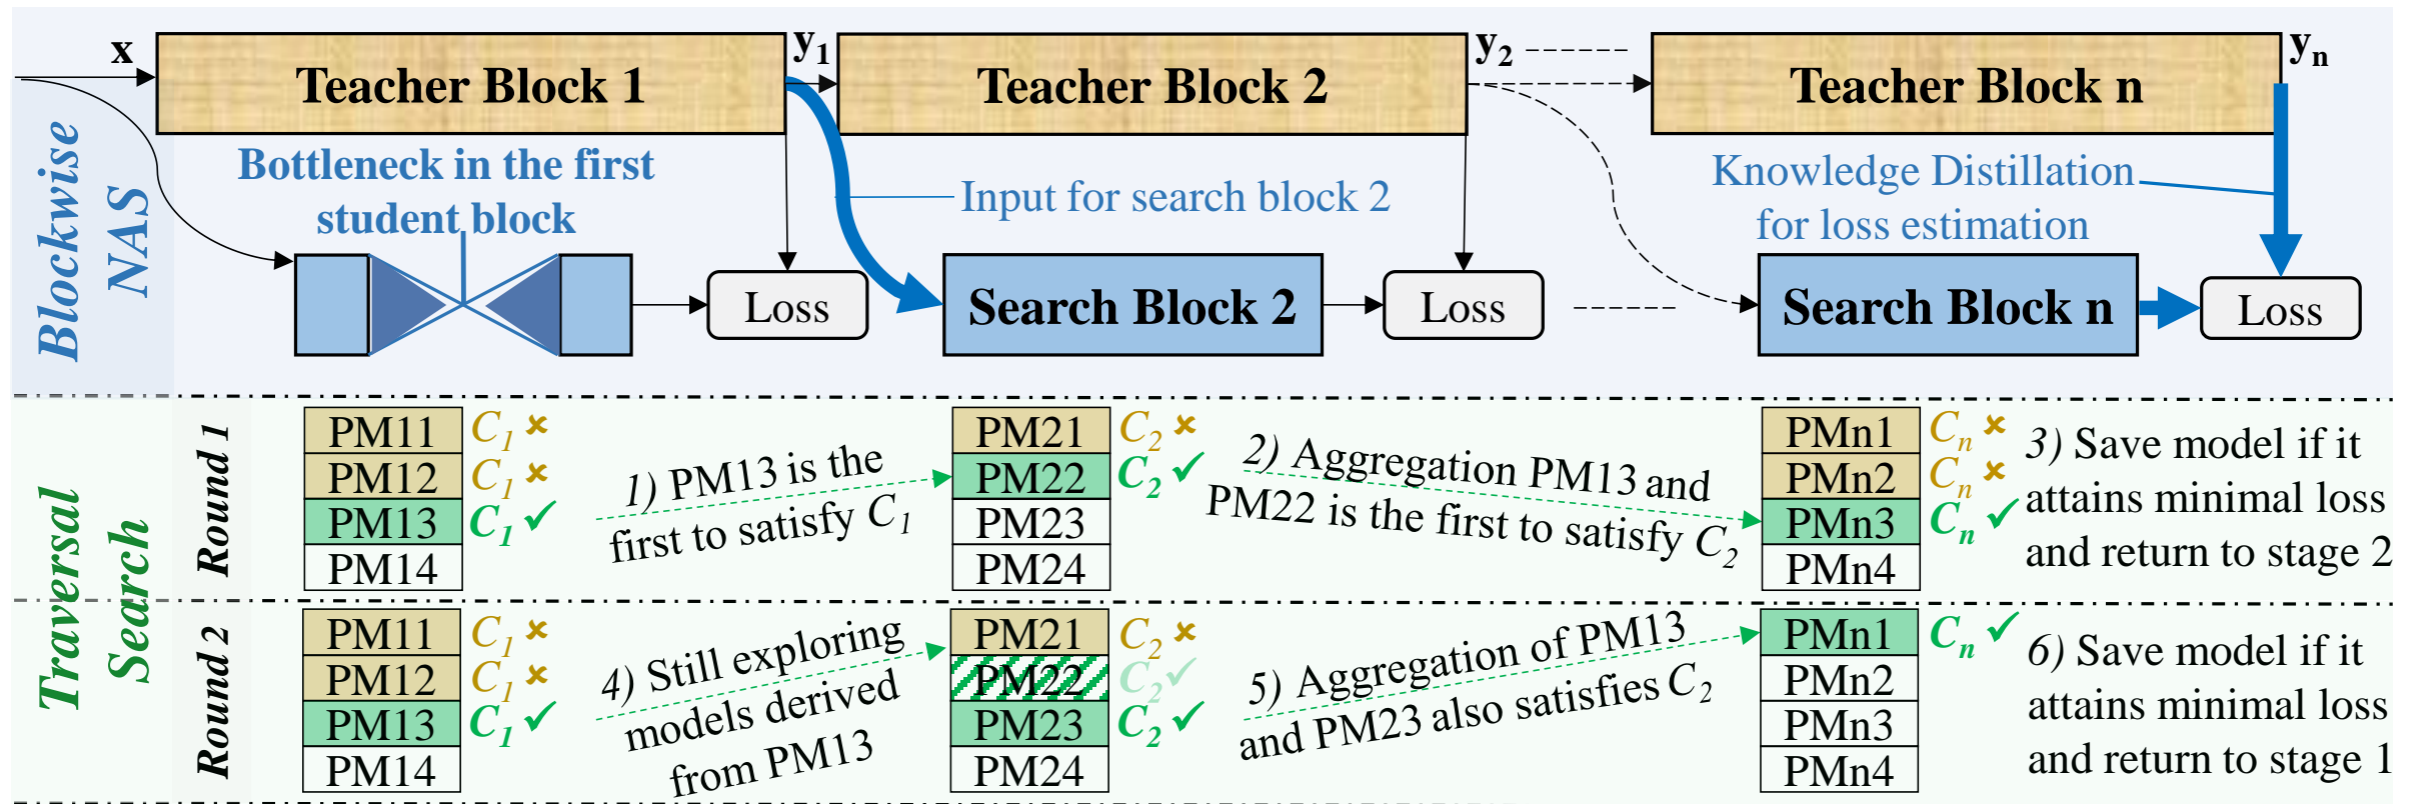 x
Teacher Block 1
y1
Teacher Block 2
y2
Teacher Block n
yn
Blockwise
NAS
Bottleneck in the first
student block
Input for search block 2
Knowledge Distillation
for loss estimation
Loss
Search Block 2
Loss
Search Block n
Loss
Traversal
Search
Round 1
PM11 C1 ✘
PM12 C1 ✘
PM13 C1 ✓
PM14
1) PM13 is the
first to satisfy C1
PM21 C2 ✘
PM22 C2 ✓
PM23
PM24
2) Aggregation PM13 and
PM22 is the first to satisfy C2
PMn1 Cn ✘
PMn2 Cn ✘
PMn3 Cn ✓
PMn4
3) Save model if it
attains minimal loss
and return to stage 2
Round 2
PM11 C1 ✘
PM12 C1 ✘
PM13 C1 ✓
PM14
4) Still exploring
models derived
from PM13
PM21 C2 ✘
PM22 C2 ✓
PM23 C2 ✓
PM24
5) Aggregation of PM13
and PM23 also satisfies C2
PMn1 Cn ✓
PMn2
PMn3
PMn4
6) Save model if it
attains minimal loss
and return to stage 1